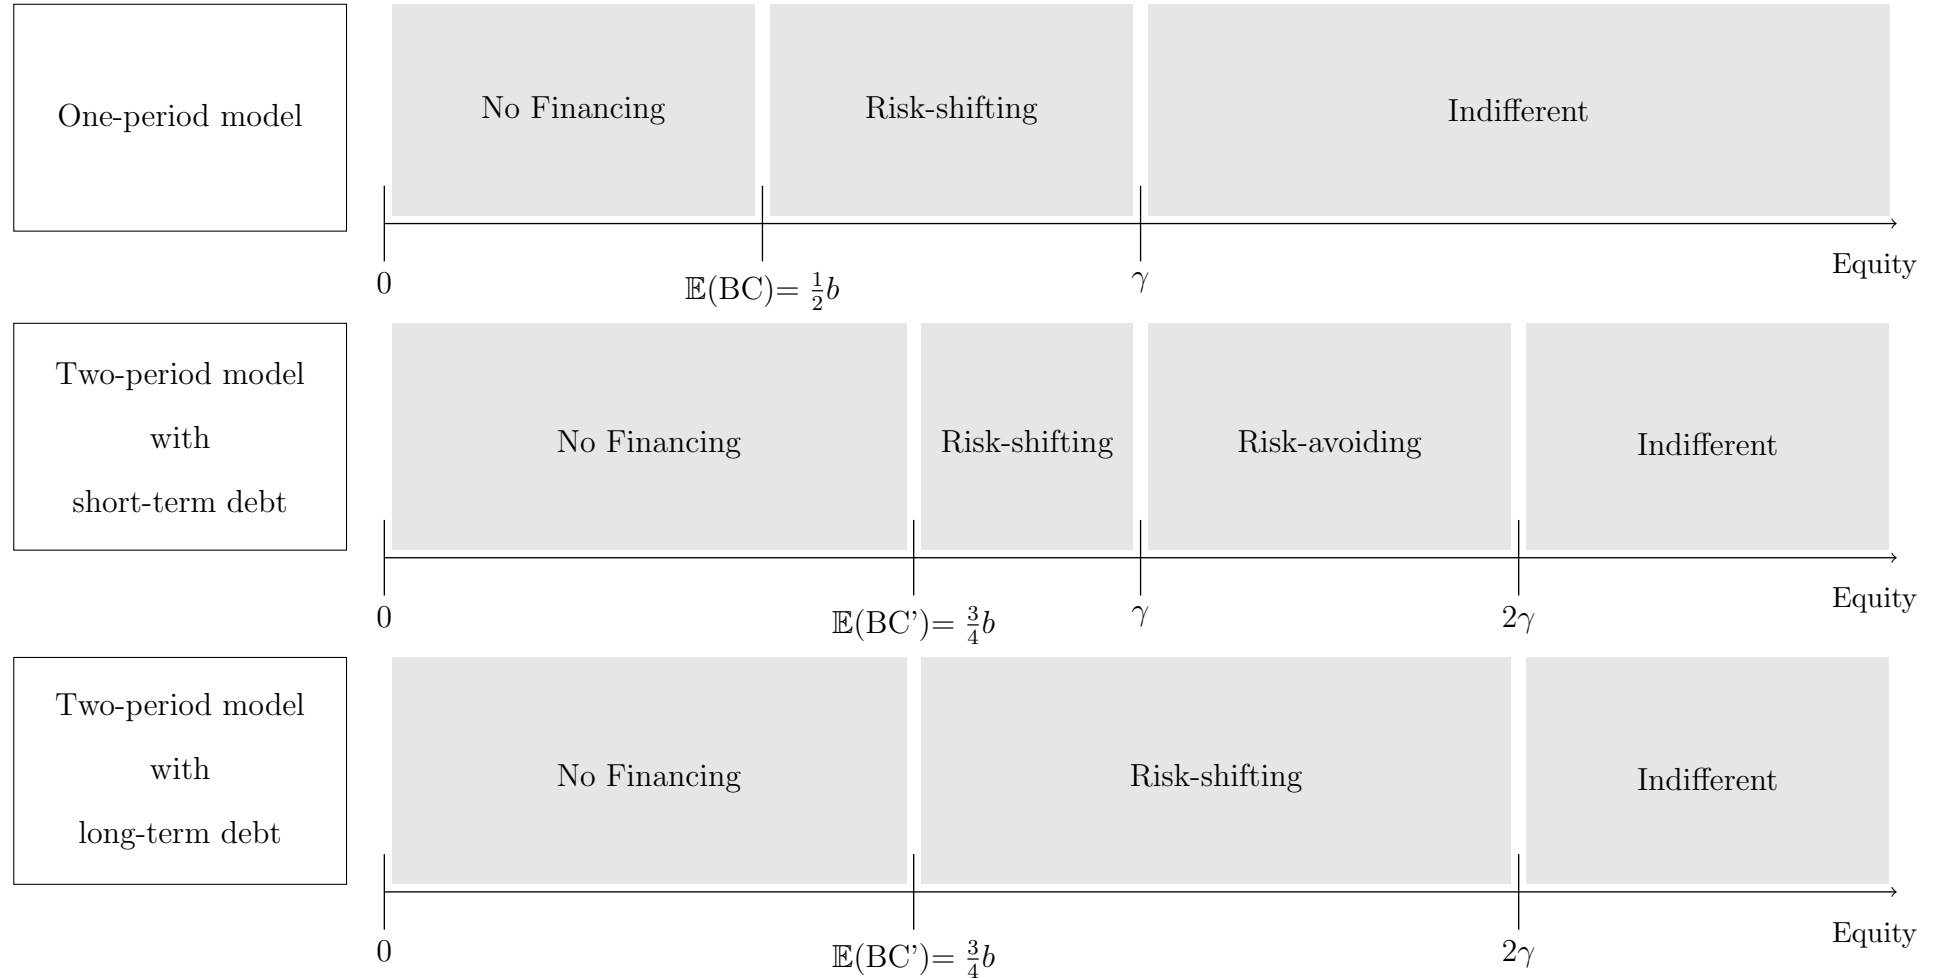 One-period model
No Financing
Risk-shifting
Indifferent
0
𝔼(BC)= ½b
γ
Equity
Two-period model
with
short-term debt
No Financing
Risk-shifting
Risk-avoiding
Indifferent
0
𝔼(BC')= ¾b
γ
2γ
Equity
Two-period model
with
long-term debt
No Financing
Risk-shifting
Indifferent
0
𝔼(BC')= ¾b
2γ
Equity